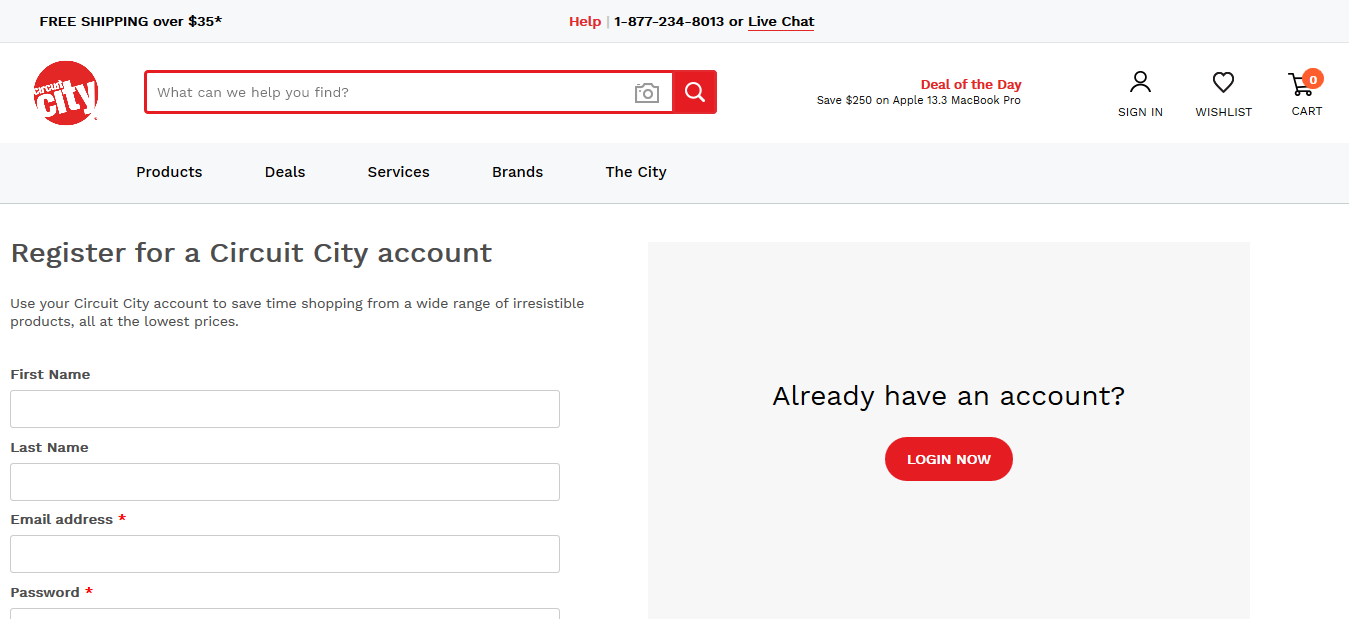 FREE SHIPPING over $35*
Help | 1-877-234-8013 or Live Chat
circuit
city
What can we help you find?
Deal of the Day
Save $250 on Apple 13.3 MacBook Pro
SIGN IN
WISHLIST
0
CART
Products
Deals
Services
Brands
The City
Register for a Circuit City account
Use your Circuit City account to save time shopping from a wide range of irresistible
products, all at the lowest prices.
First Name
Last Name
Email address *
Password *
Already have an account?
LOGIN NOW